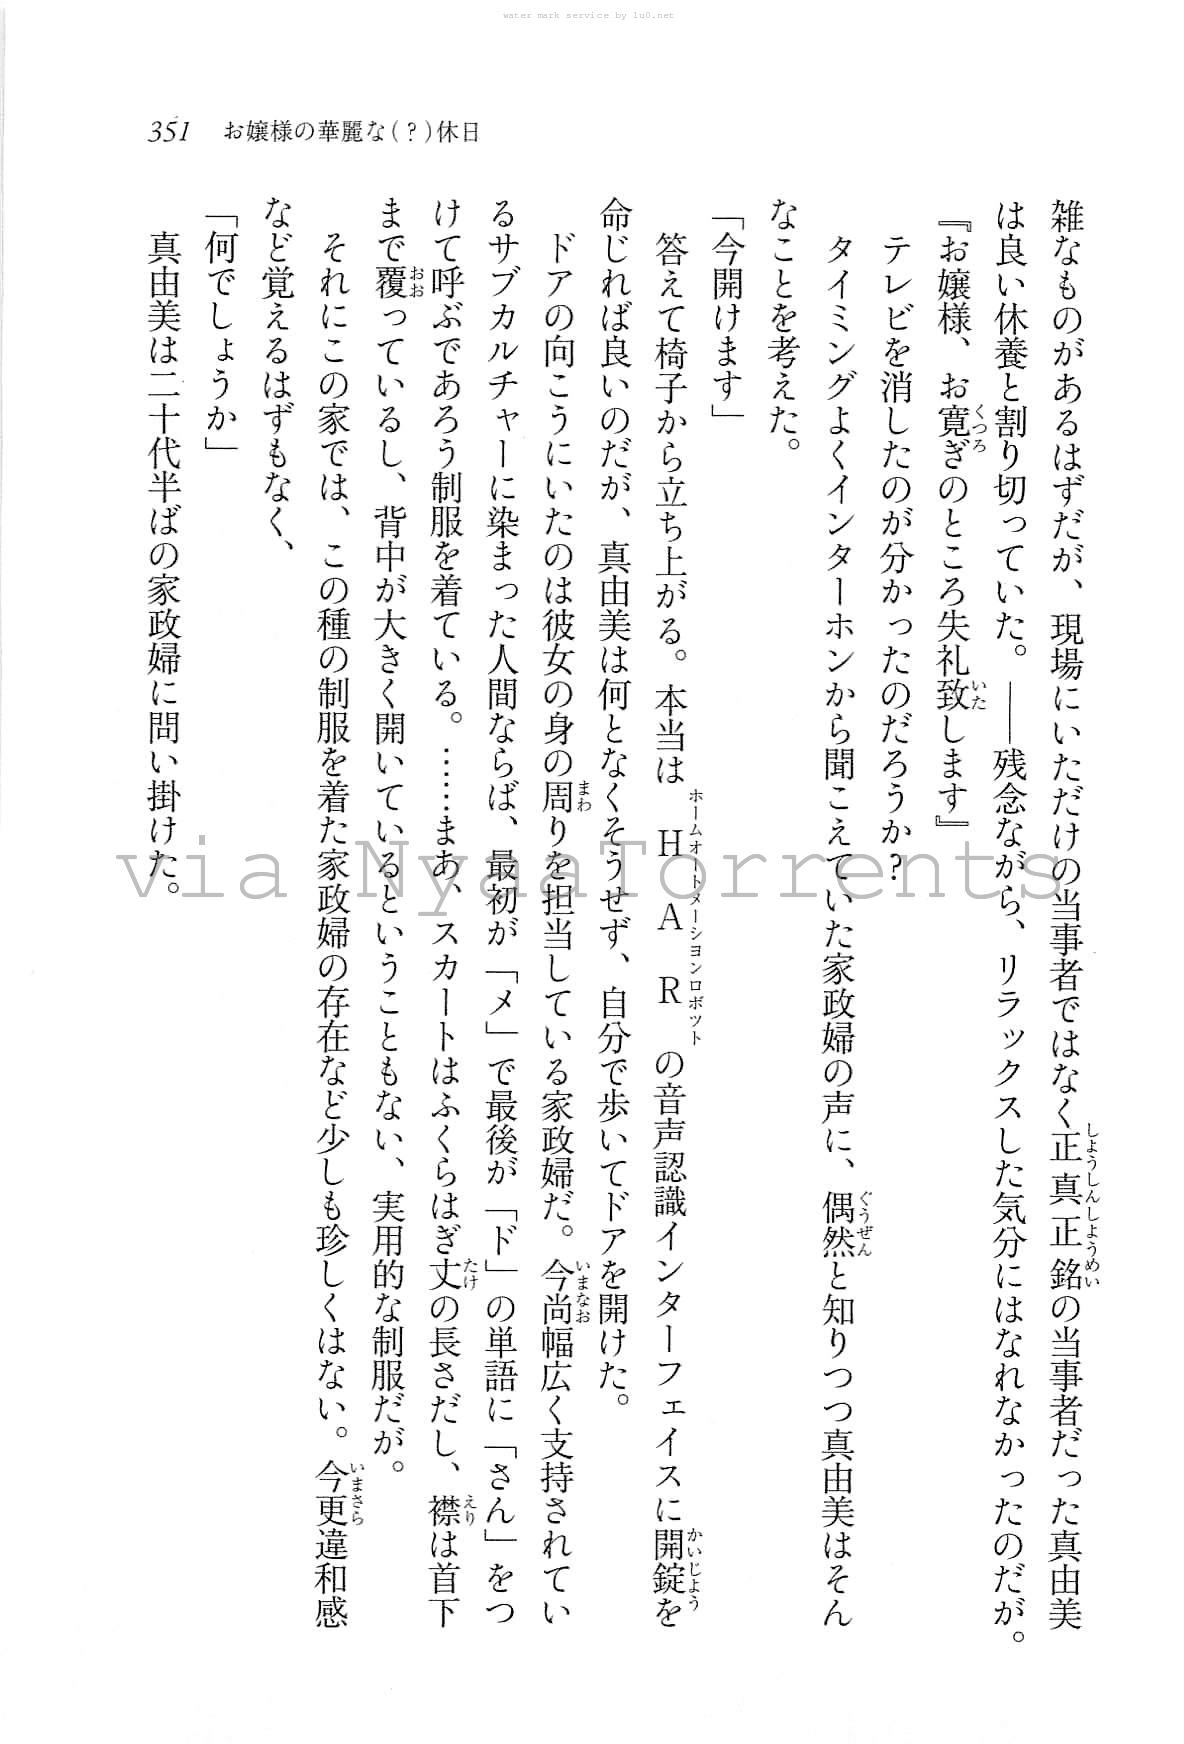 water mark service by lu0.net
351 お嬢様の華麗な(?)休日
雑なものがあるはずだが、現場にいただけの当事者ではなく正真正銘の当事者だった真由美
は良い休養と割り切っていた。――残念ながら、リラックスした気分にはなれなかったのだが。
『お嬢様、お寛ぎのところ失礼致します』
テレビを消したのが分かったのだろうか?
タイミングよくインターホンから聞こえていた家政婦の声に、偶然と知りつつ真由美はそん
なことを考えた。
「今開けます」
答えて椅子から立ち上がる。本当はHARの音声認識インターフェイスに開錠を
命じれば良いのだが、真由美は何となくそうせず、自分で歩いてドアを開けた。
ドアの向こうにいたのは彼女の身の周りを担当している家政婦だ。今尚幅広く支持されてい
るサブカルチャーに染まった人間ならば、最初が「メ」で最後が「ド」の単語に「さん」をつ
けて呼ぶであろう制服を着ている。……まあ、スカートはふくらはぎ丈の長さだし、襟は首下
まで覆っているし、背中が大きく開いているということもない、実用的な制服だが。
それにこの家では、この種の制服を着た家政婦の存在など少しも珍しくはない。今更違和感
など覚えるはずもなく、
「何でしょうか」
真由美は二十代半ばの家政婦に問い掛けた。
via NyaaTorrents